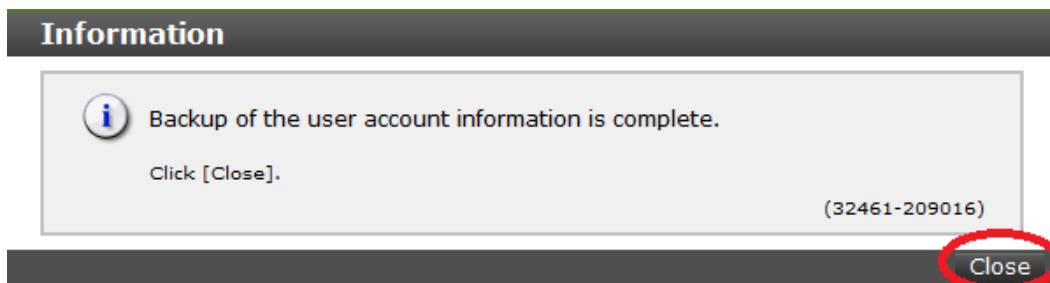 Information
Backup of the user account information is complete.
Click [Close].
(32461-209016)
Close